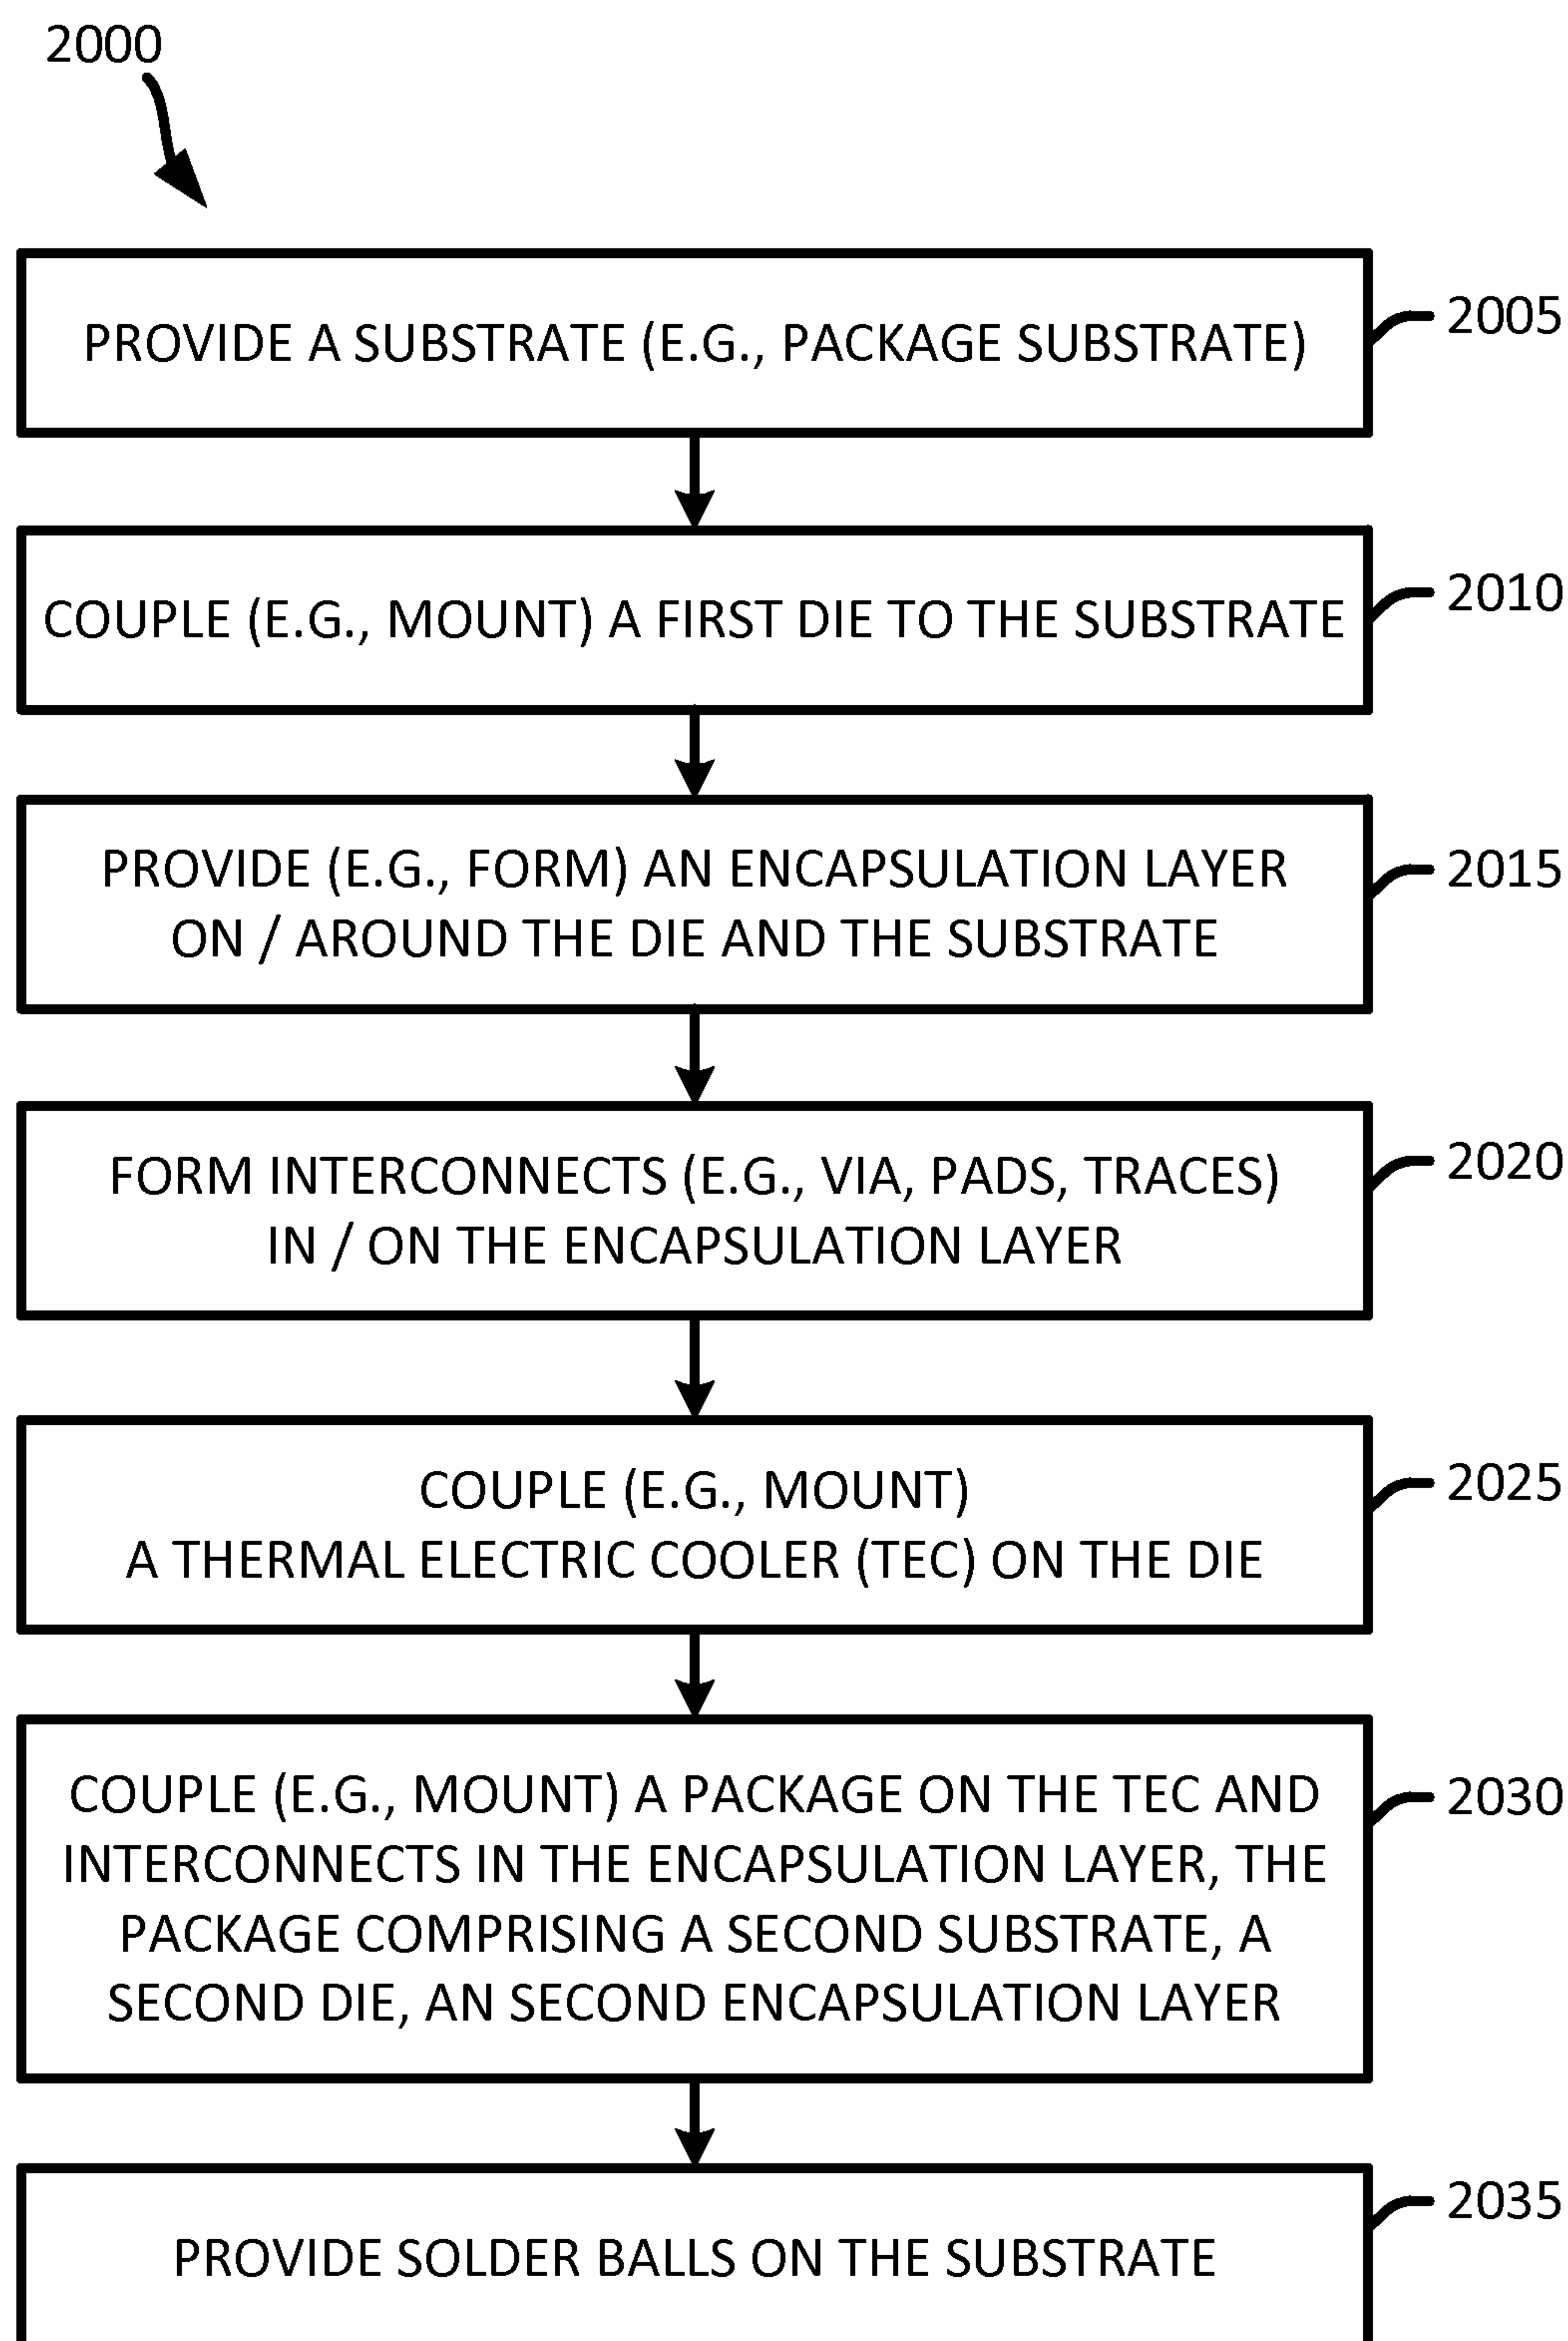 2000
PROVIDE A SUBSTRATE (E.G., PACKAGE SUBSTRATE)
2005
COUPLE (E.G., MOUNT) A FIRST DIE TO THE SUBSTRATE
2010
PROVIDE (E.G., FORM) AN ENCAPSULATION LAYER
ON / AROUND THE DIE AND THE SUBSTRATE
2015
FORM INTERCONNECTS (E.G., VIA, PADS, TRACES)
IN / ON THE ENCAPSULATION LAYER
2020
COUPLE (E.G., MOUNT)
A THERMAL ELECTRIC COOLER (TEC) ON THE DIE
2025
COUPLE (E.G., MOUNT) A PACKAGE ON THE TEC AND
INTERCONNECTS IN THE ENCAPSULATION LAYER, THE
PACKAGE COMPRISING A SECOND SUBSTRATE, A
SECOND DIE, AN SECOND ENCAPSULATION LAYER
2030
PROVIDE SOLDER BALLS ON THE SUBSTRATE
2035